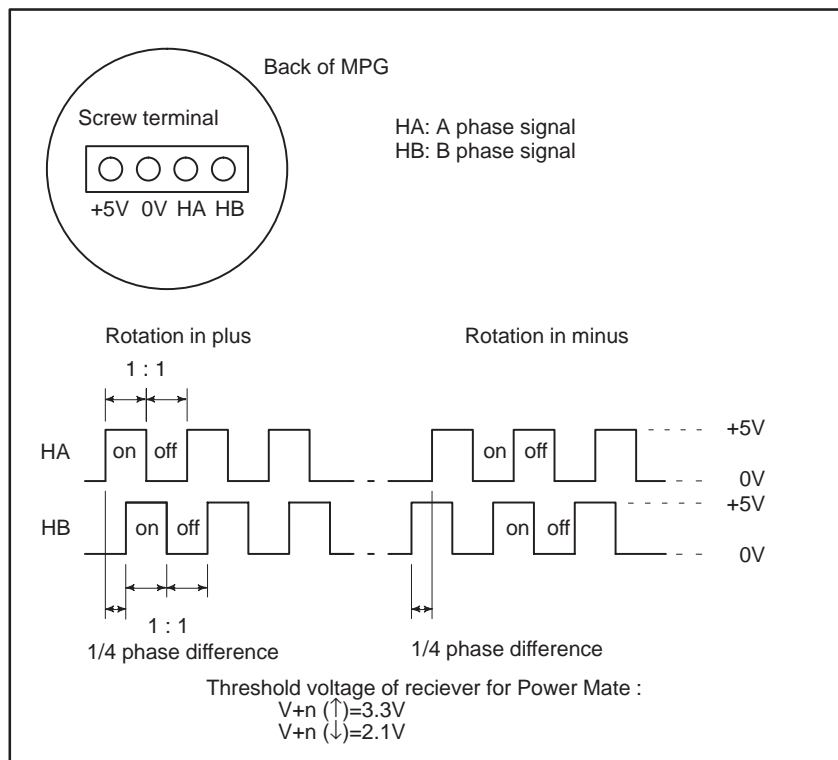 Back of MPG
Screw terminal
+5V 0V HA HB
HA: A phase signal
HB: B phase signal
Rotation in plus
Rotation in minus
1 : 1
HA
on off
on off
+5V
0V
HB
on off
on off
+5V
0V
1 : 1
1/4 phase difference
1/4 phase difference
Threshold voltage of reciever for Power Mate :
V+n (↑)=3.3V
V+n (↓)=2.1V